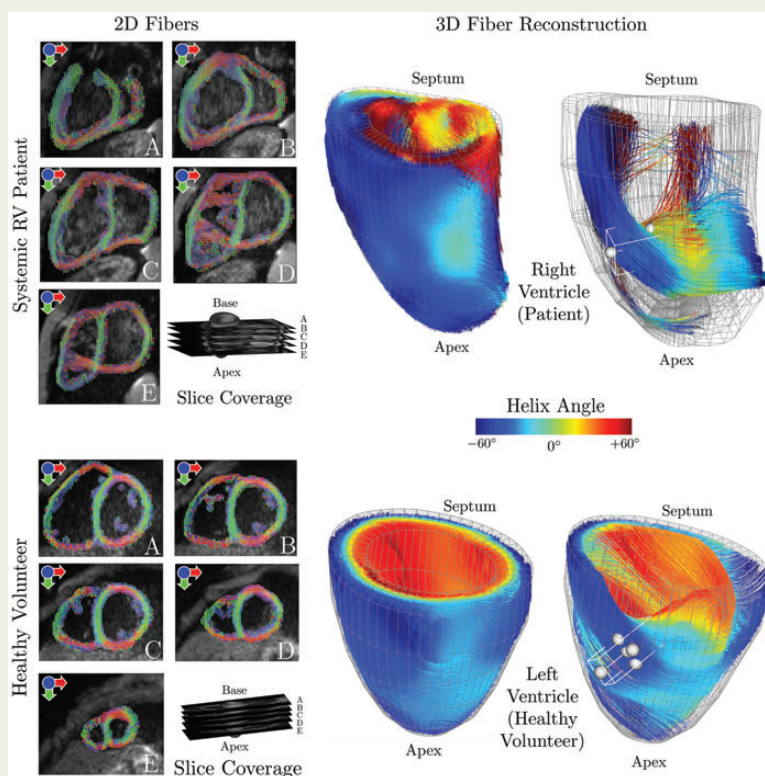 2D Fibers
3D Fiber Reconstruction
Systemic RV Patient
A
B
C
D
E
Base
A
B
C
D
E
Apex
Slice Coverage
Septum
Septum
Right
Ventricle
(Patient)
Apex
Apex
Helix Angle
−60°
0°
+60°
Healthy Volunteer
A
B
C
D
E
Base
A
B
C
D
E
Apex
Slice Coverage
Septum
Septum
Left
Ventricle
(Healthy
Volunteer)
Apex
Apex